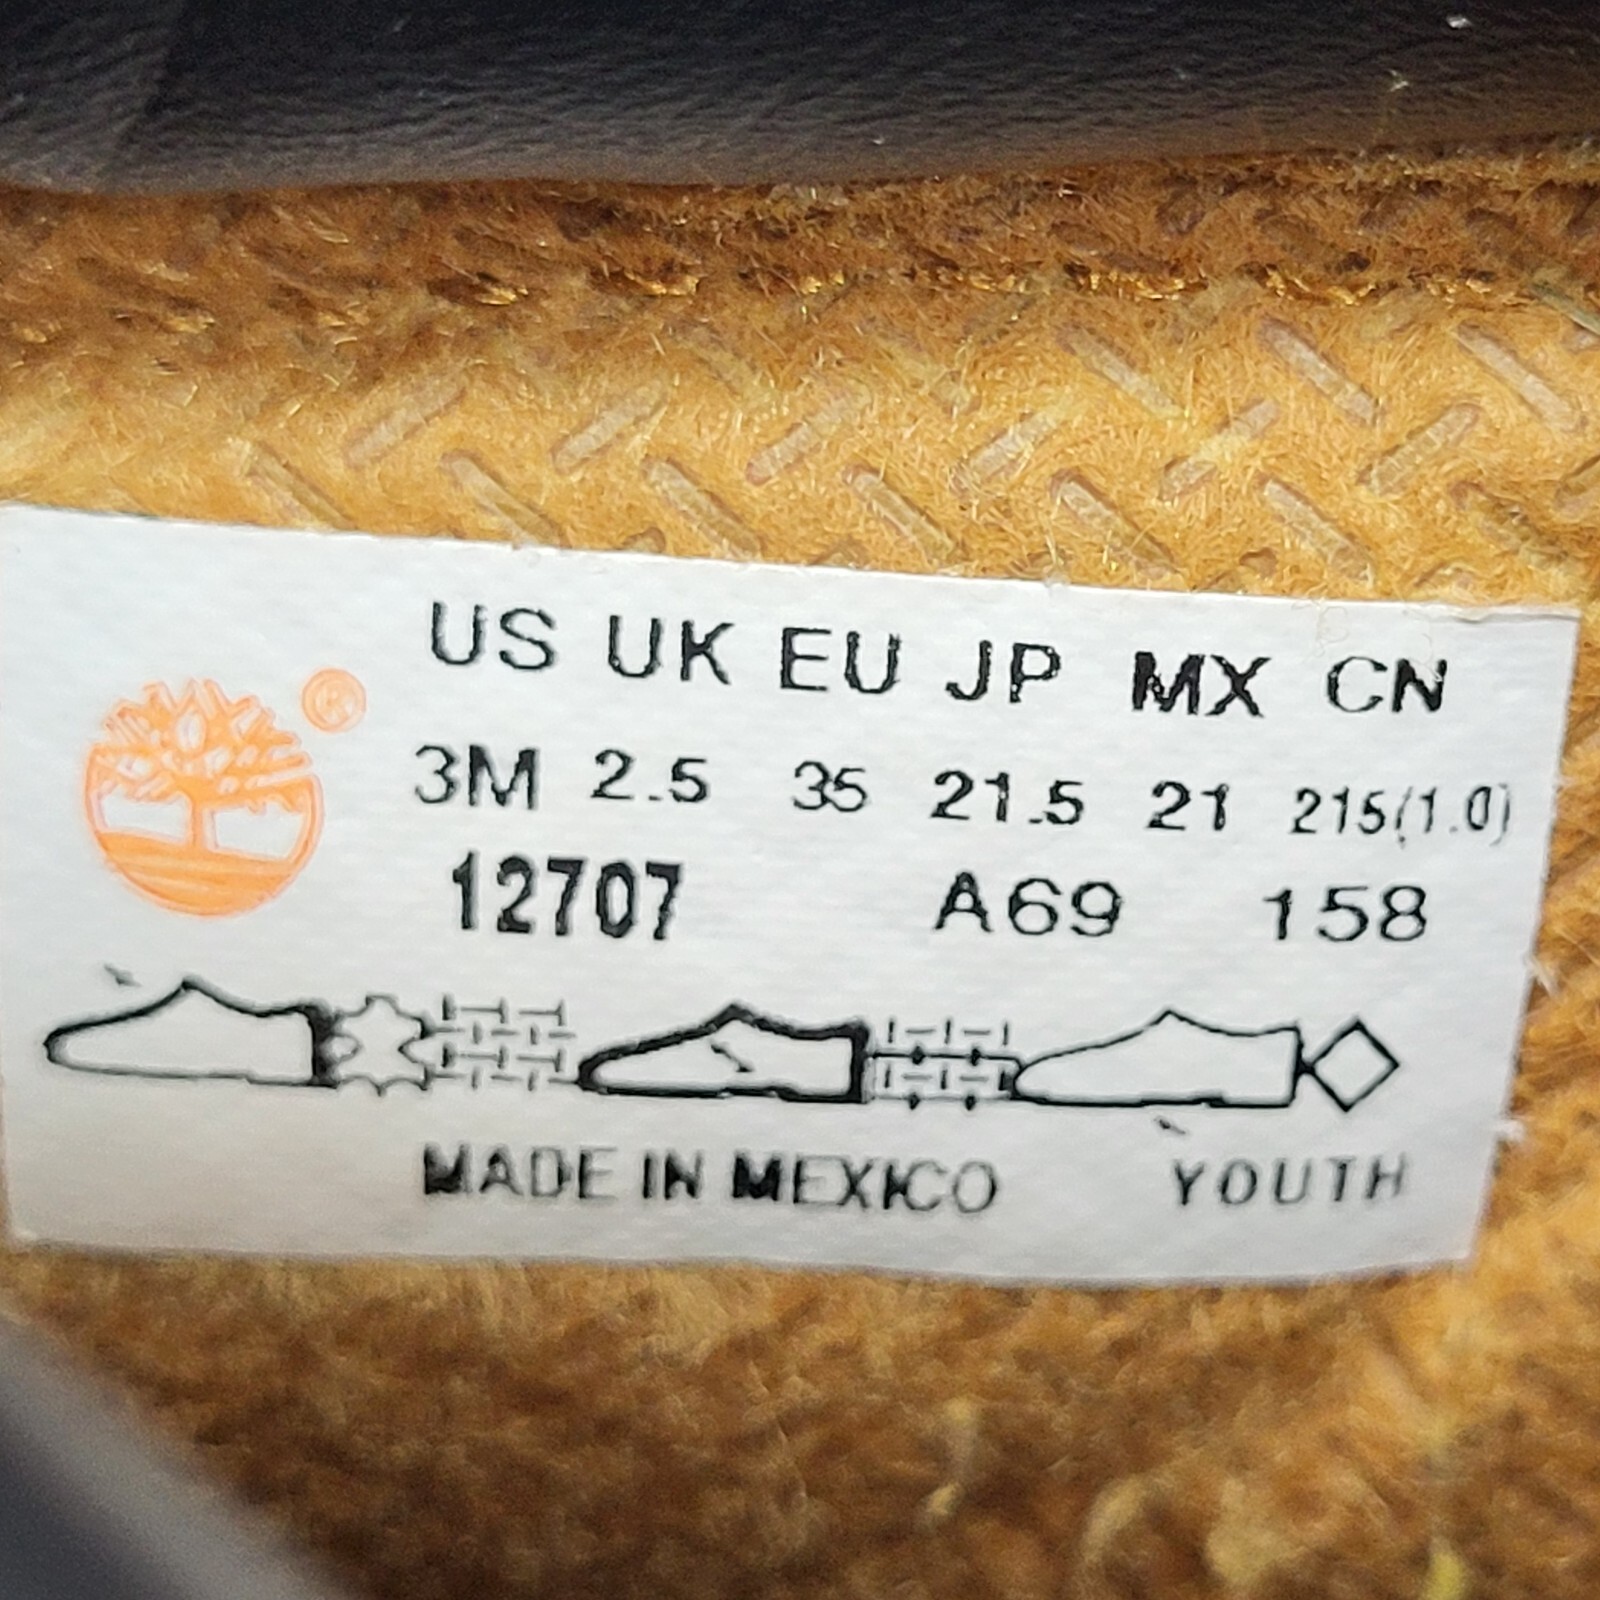 US UK EU JP MX CN
3M 2.5 35 21.5 21 215(1.0)
12707 A69 158
MADE IN MEXICO YOUTH